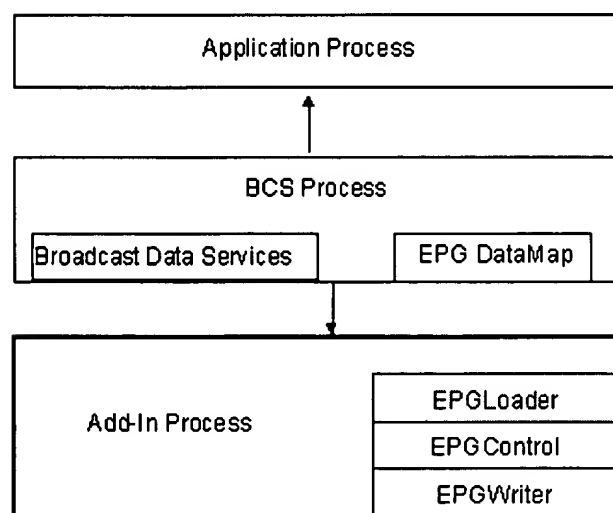 Application Process
BCS Process
Broadcast Data Services
EPG DataMap
Add-In Process
EPGLoader
EPGControl
EPGWriter